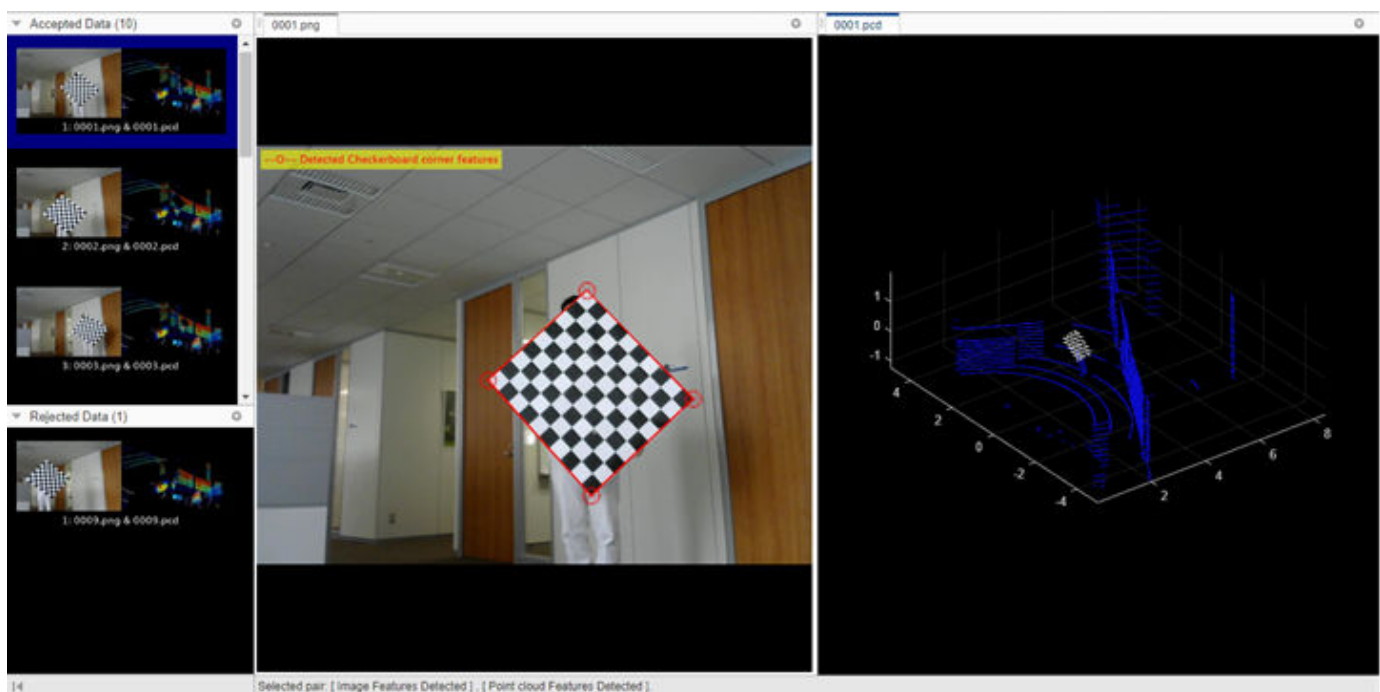 Accepted Data (10)
1: 0001.png & 0001.pcd
2: 0002.png & 0002.pcd
3: 0003.png & 0003.pcd
Rejected Data (1)
1: 0009.png & 0009.pcd
0001.png
--O-- Detected Checkerboard corner features
0001.pcd
1
0
-1
4
2
0
-2
-4
2
4
6
8
Selected pair: [ Image Features Detected ] , [ Point cloud Features Detected ].